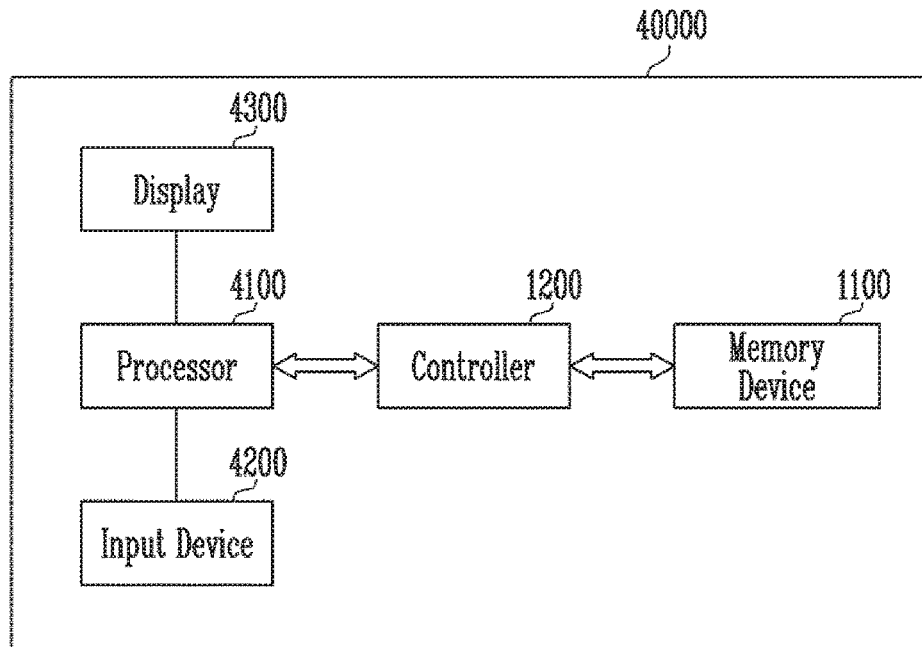 40000
4300
Display
4100
Processor
1200
Controller
1100
Memory
Device
4200
Input Device